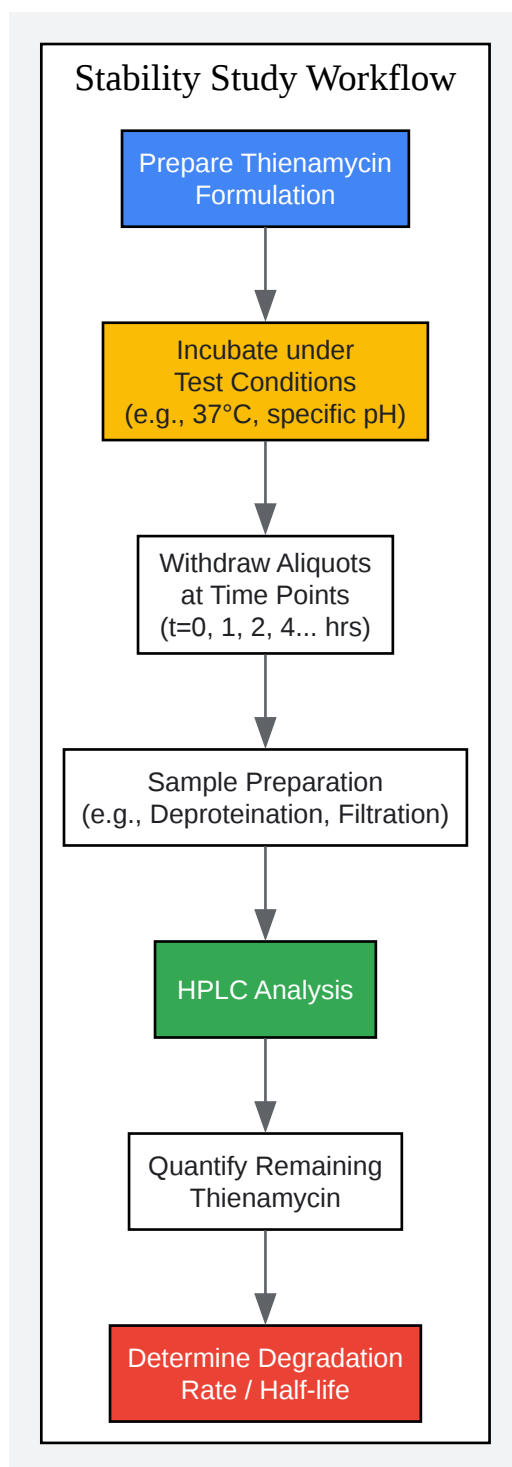 Stability Study Workflow
Prepare Thienamycin
Formulation
Incubate under
Test Conditions
(e.g., 37°C, specific pH)
Withdraw Aliquots
at Time Points
(t=0, 1, 2, 4... hrs)
Sample Preparation
(e.g., Deproteination, Filtration)
HPLC Analysis
Quantify Remaining
Thienamycin
Determine Degradation
Rate / Half-life